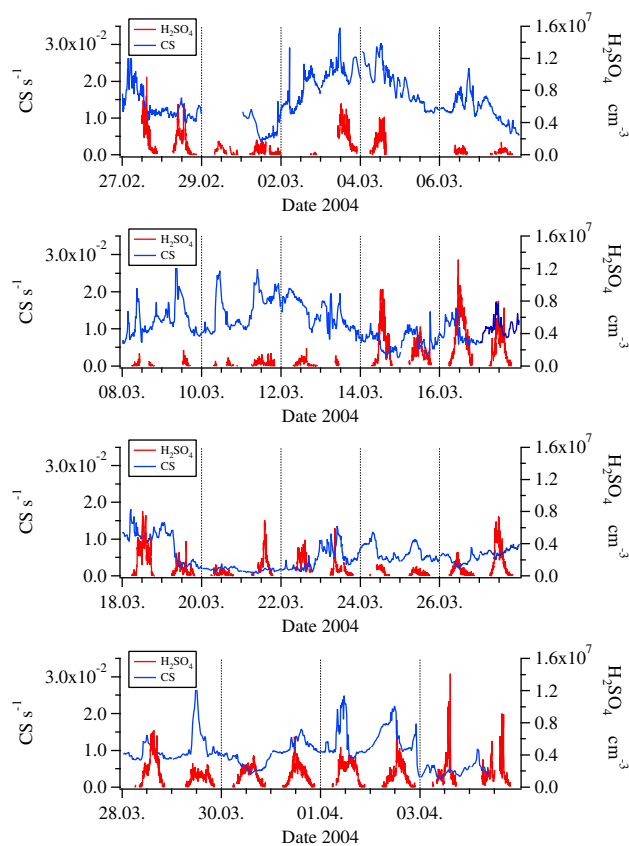 H₂SO₄
CS
3.0x10⁻²
2.0
1.0
0.0
CS s⁻¹
1.6x10⁷
1.2
0.8
0.4
0.0
H₂SO₄ cm⁻³
27.02. 29.02. 02.03. 04.03. 06.03.
Date 2004
H₂SO₄
CS
3.0x10⁻²
2.0
1.0
0.0
CS s⁻¹
1.6x10⁷
1.2
0.8
0.4
0.0
H₂SO₄ cm⁻³
08.03. 10.03. 12.03. 14.03. 16.03.
Date 2004
H₂SO₄
CS
3.0x10⁻²
2.0
1.0
0.0
CS s⁻¹
1.6x10⁷
1.2
0.8
0.4
0.0
H₂SO₄ cm⁻³
18.03. 20.03. 22.03. 24.03. 26.03.
Date 2004
H₂SO₄
CS
3.0x10⁻²
2.0
1.0
0.0
CS s⁻¹
1.6x10⁷
1.2
0.8
0.4
0.0
H₂SO₄ cm⁻³
28.03. 30.03. 01.04. 03.04.
Date 2004